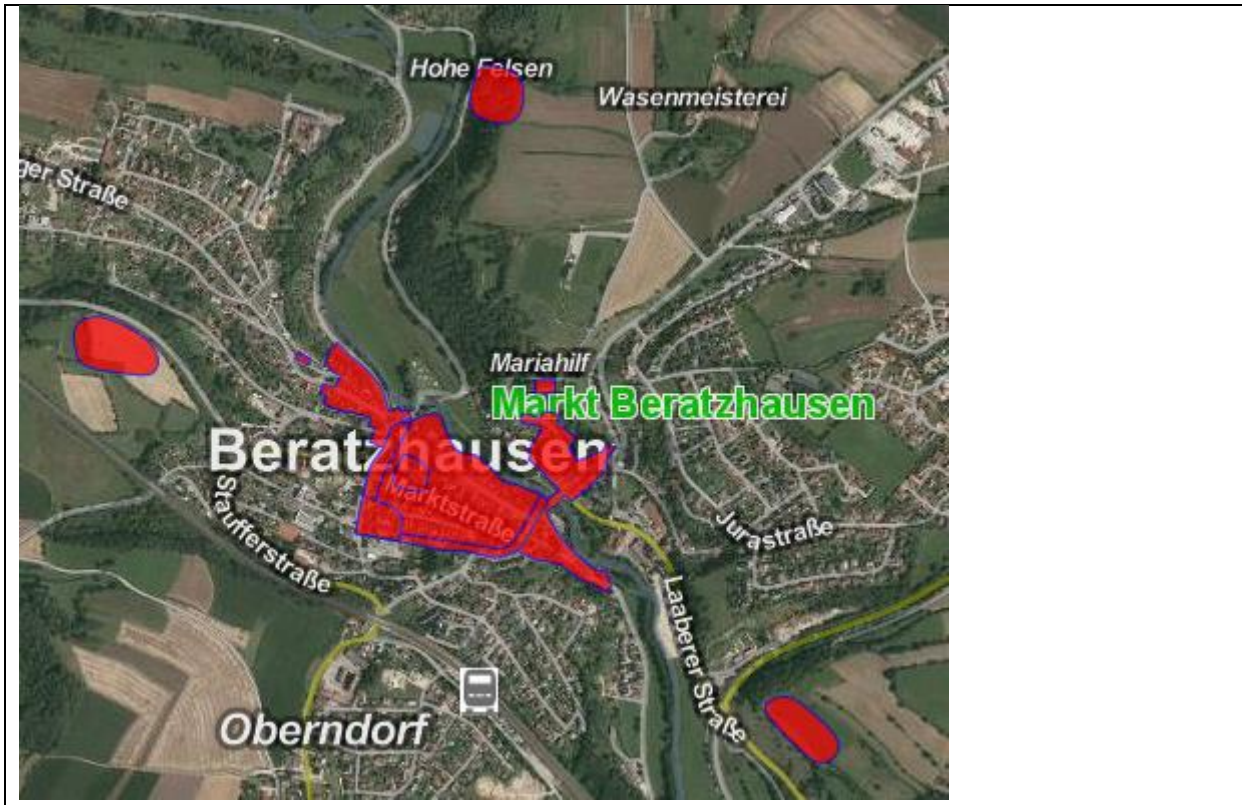 Hohe Felsen
Wasenmeisterei
ger Straße
Mariahilf
Markt Beratzhausen
Beratzhausen
Marktstraße
Staufferstraße
Jurastraße
Laaberer Straße
Oberndorf